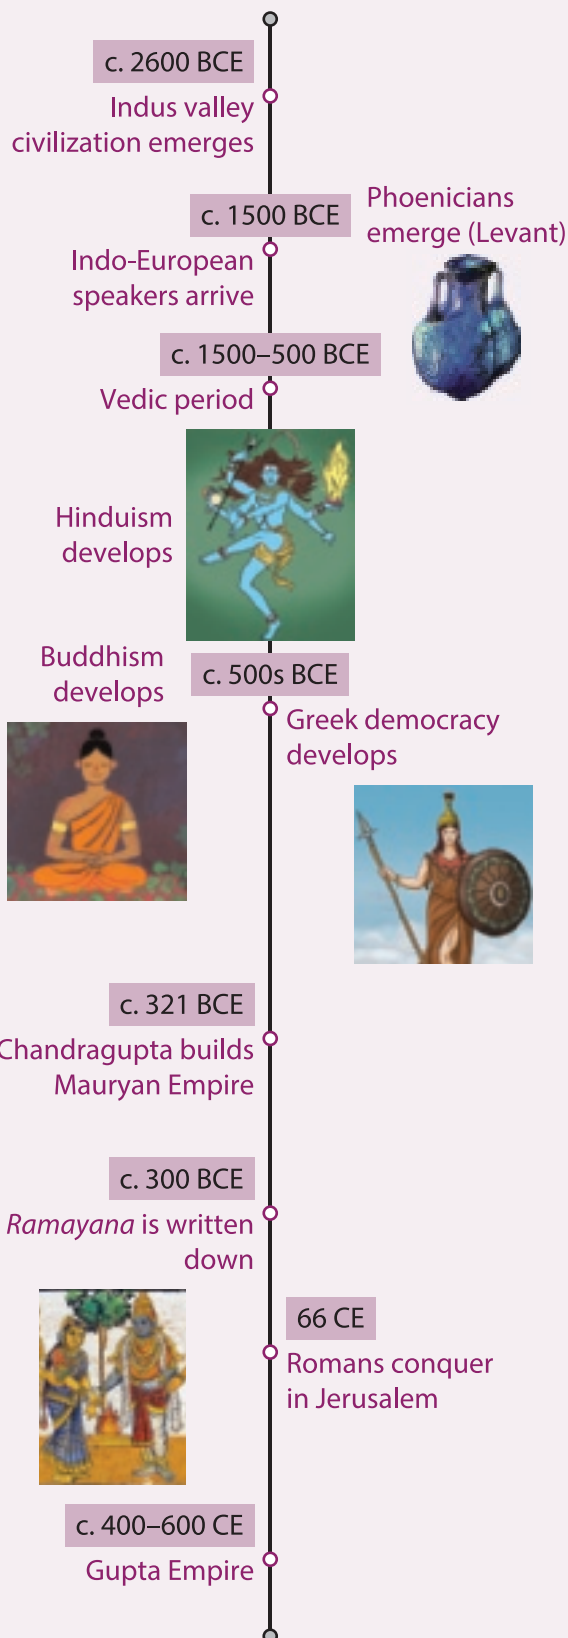 c. 2600 BCE
Indus valley
civilization emerges
c. 1500 BCE
Indo-European
speakers arrive
Phoenicians
emerge (Levant)
c. 1500–500 BCE
Vedic period
Hinduism
develops
Buddhism
develops
c. 500s BCE
Greek democracy
develops
c. 321 BCE
Chandragupta builds
Mauryan Empire
c. 300 BCE
Ramayana is written
down
66 CE
Romans conquer
in Jerusalem
c. 400–600 CE
Gupta Empire